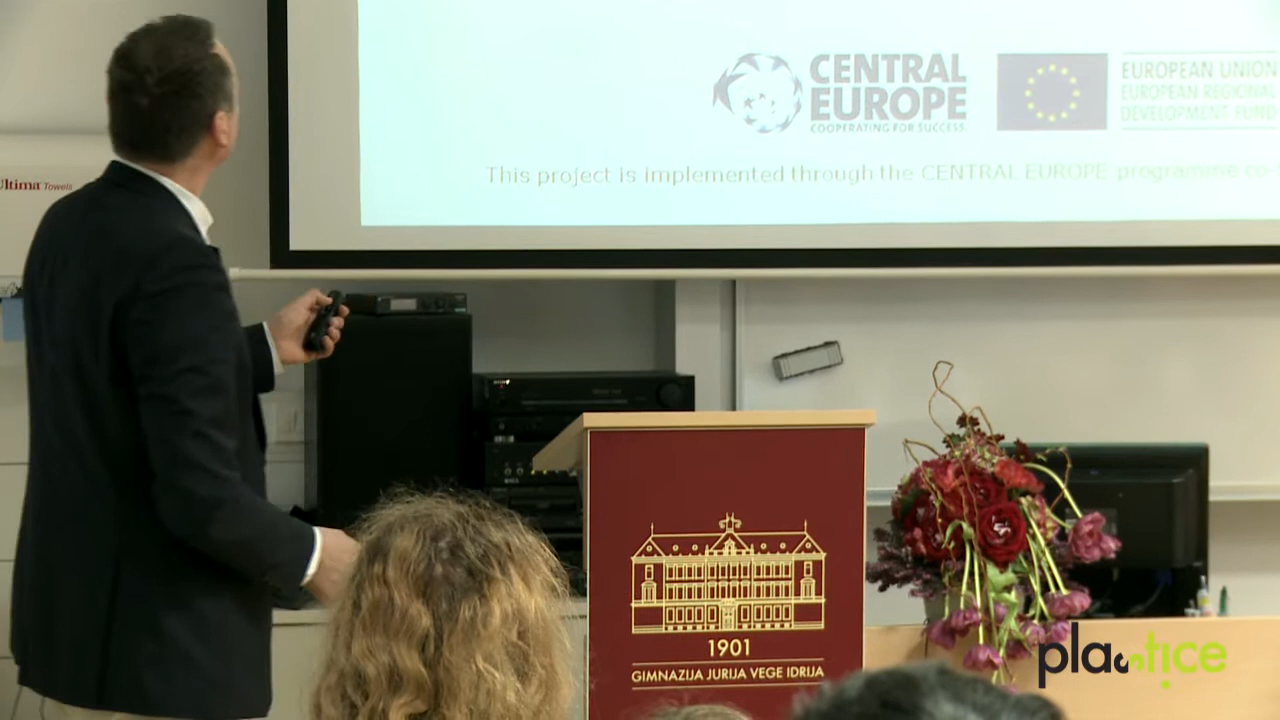 CENTRAL
EUROPE
COOPERATING FOR SUCCESS.
EUROPEAN UNION
EUROPEAN REGIONAL
DEVELOPMENT FUND
This project is implemented through the CENTRAL EUROPE programme co-
Ultima Towels
1901
GIMNAZIJA JURIJA VEGE IDRIJA
plastice